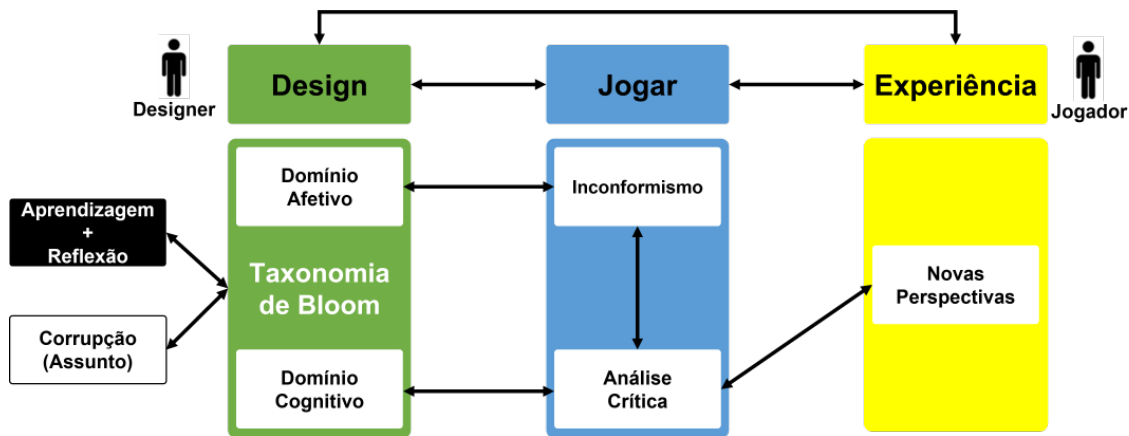 Designer
Design
Jogar
Experiência
Jogador
Aprendizagem
+
Reflexão
Corrupção
(Assunto)
Domínio
Afetivo
Taxonomia
de Bloom
Domínio
Cognitivo
Inconformismo
Análise
Crítica
Novas
Perspectivas